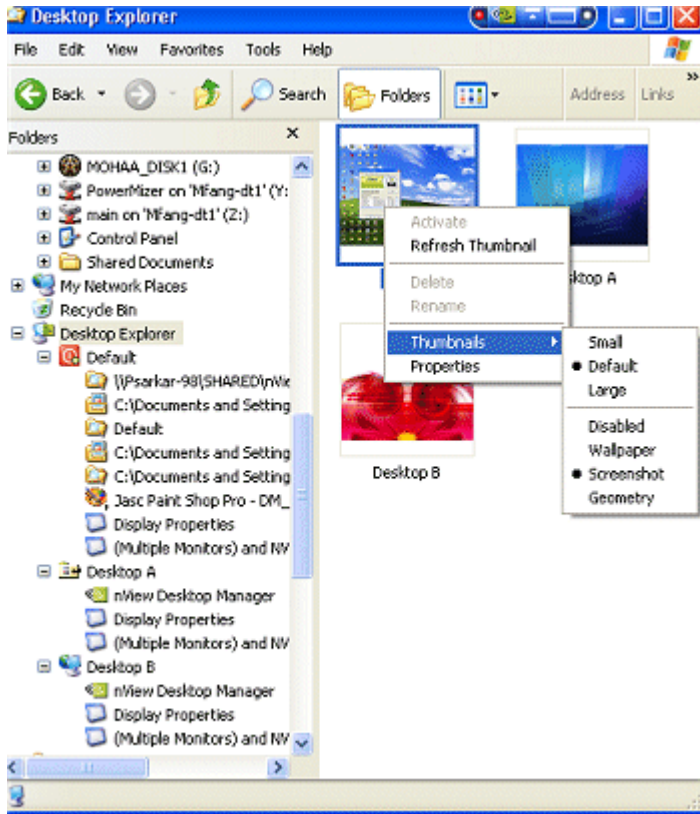 Desktop Explorer
File Edit View Favorites Tools Help
Back Search Folders Address Links
Folders
MOHAA_DISK1 (G:)
PowerMizer on 'Mfang-dt1' (Y:
main on 'Mfang-dt1' (Z:)
Control Panel
Shared Documents
My Network Places
Recycle Bin
Desktop Explorer
Default
\\Psarkar-98\SHARED\nVie
C:\Documents and Setting
Default
C:\Documents and Setting
C:\Documents and Setting
Jasc Paint Shop Pro - DM_
Display Properties
(Multiple Monitors) and NV
Desktop A
nView Desktop Manager
Display Properties
(Multiple Monitors) and NV
Desktop B
nView Desktop Manager
Display Properties
(Multiple Monitors) and NV
sktop A
Desktop B
Activate
Refresh Thumbnail
Delete
Rename
Thumbnails
Properties
Small
Default
Large
Disabled
Wallpaper
Screenshot
Geometry